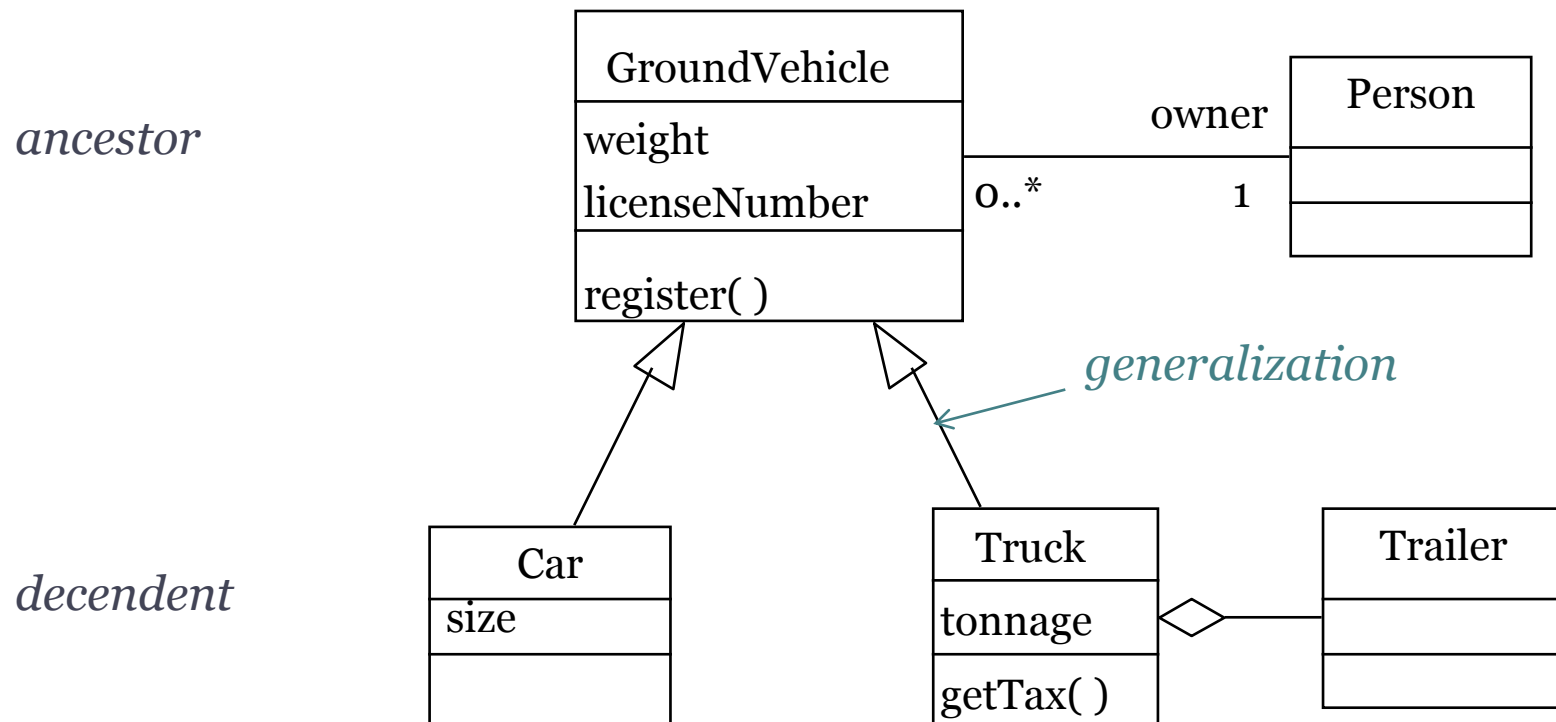 GroundVehicle
weight
licenseNumber
register( )
ancestor
owner
0..*
1
Person
generalization
decendent
Car
size
Truck
tonnage
getTax( )
Trailer